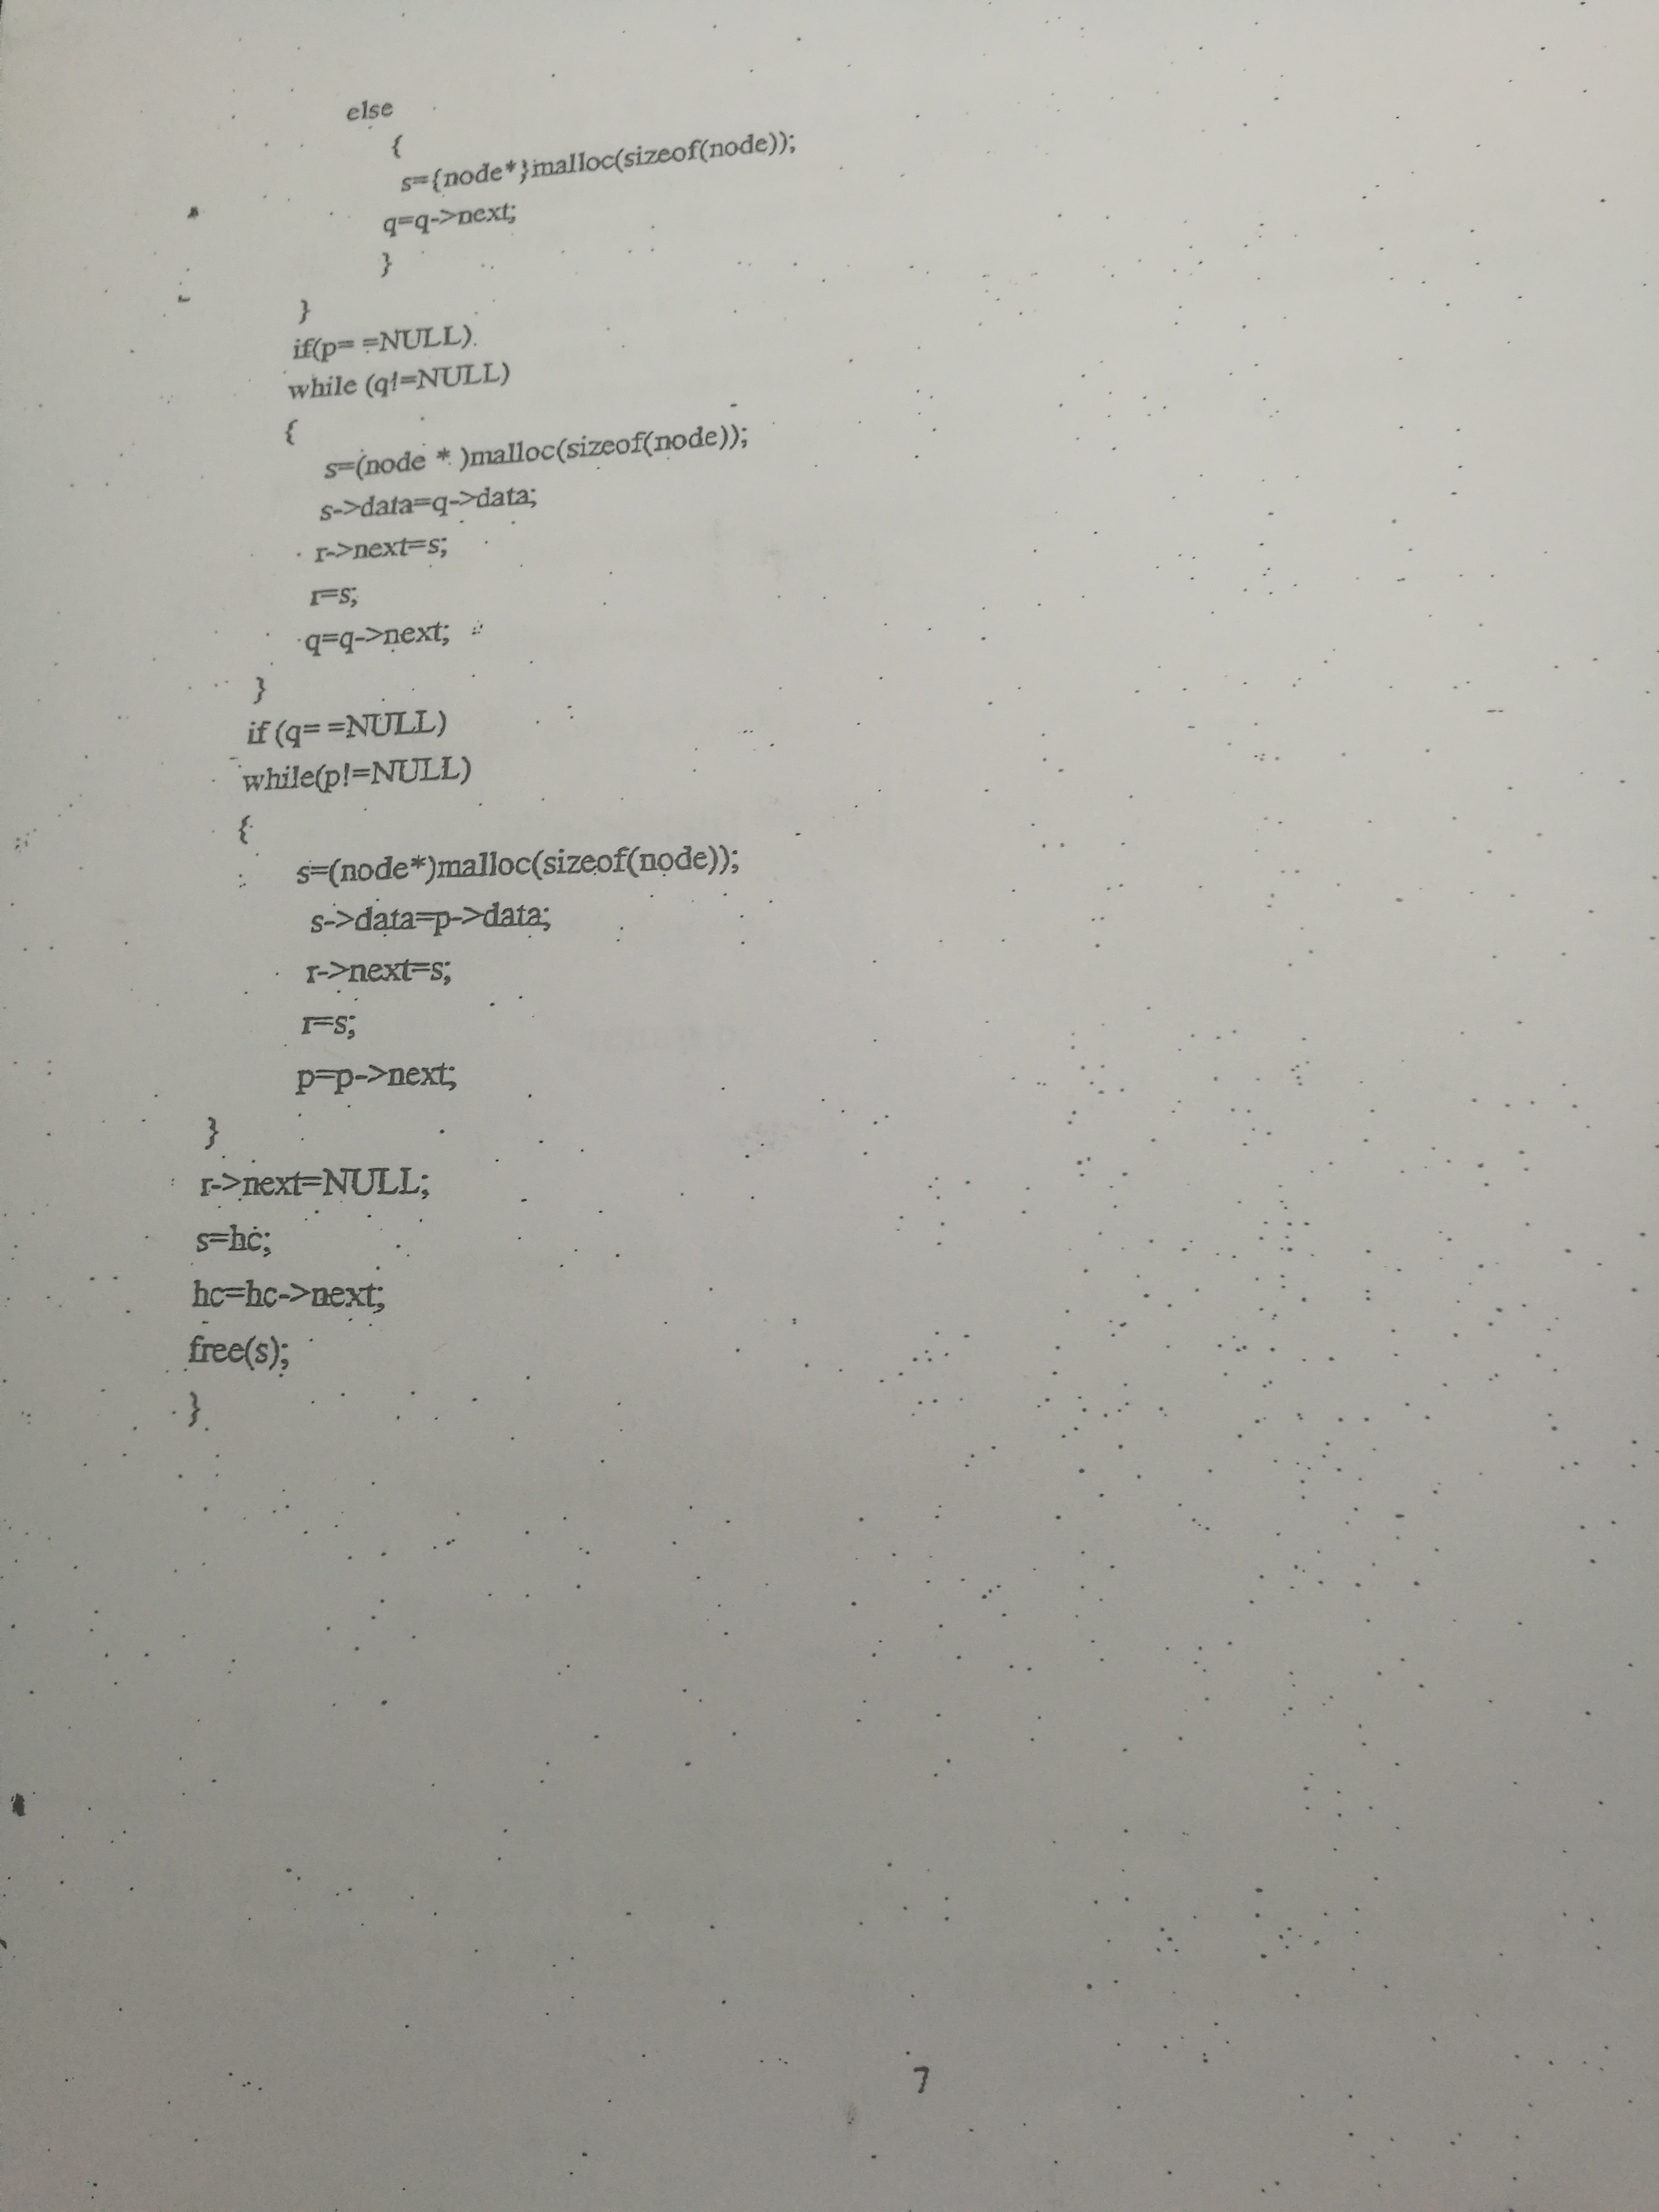 else
{
s={node*}malloc(sizeof(node));
q=q->next;
}
}
if(p= =NULL)
while (q!=NULL)
{
s=(node * )malloc(sizeof(node));
s->data=q->data;
r->next=s;
r=s;
q=q->next;
}
if (q= =NULL)
while(p!=NULL)
{
s=(node*)malloc(sizeof(node));
s->data=p->data;
r->next=s;
r=s;
p=p->next;
}
r->next=NULL;
s=hc;
hc=hc->next;
free(s);
}
7